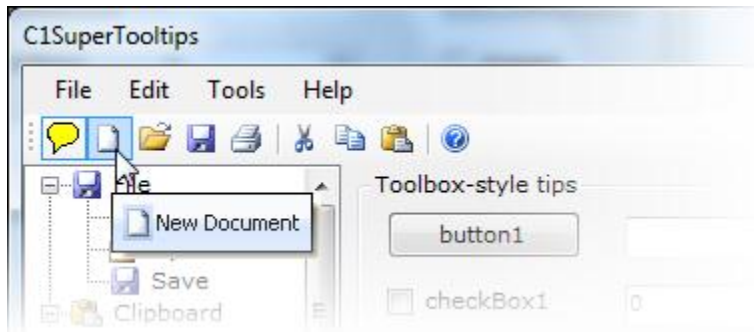 C1SuperTooltips
File Edit Tools Help
File
Toolbox-style tips
New Document
button1
Save
Clipboard
checkBox1
0